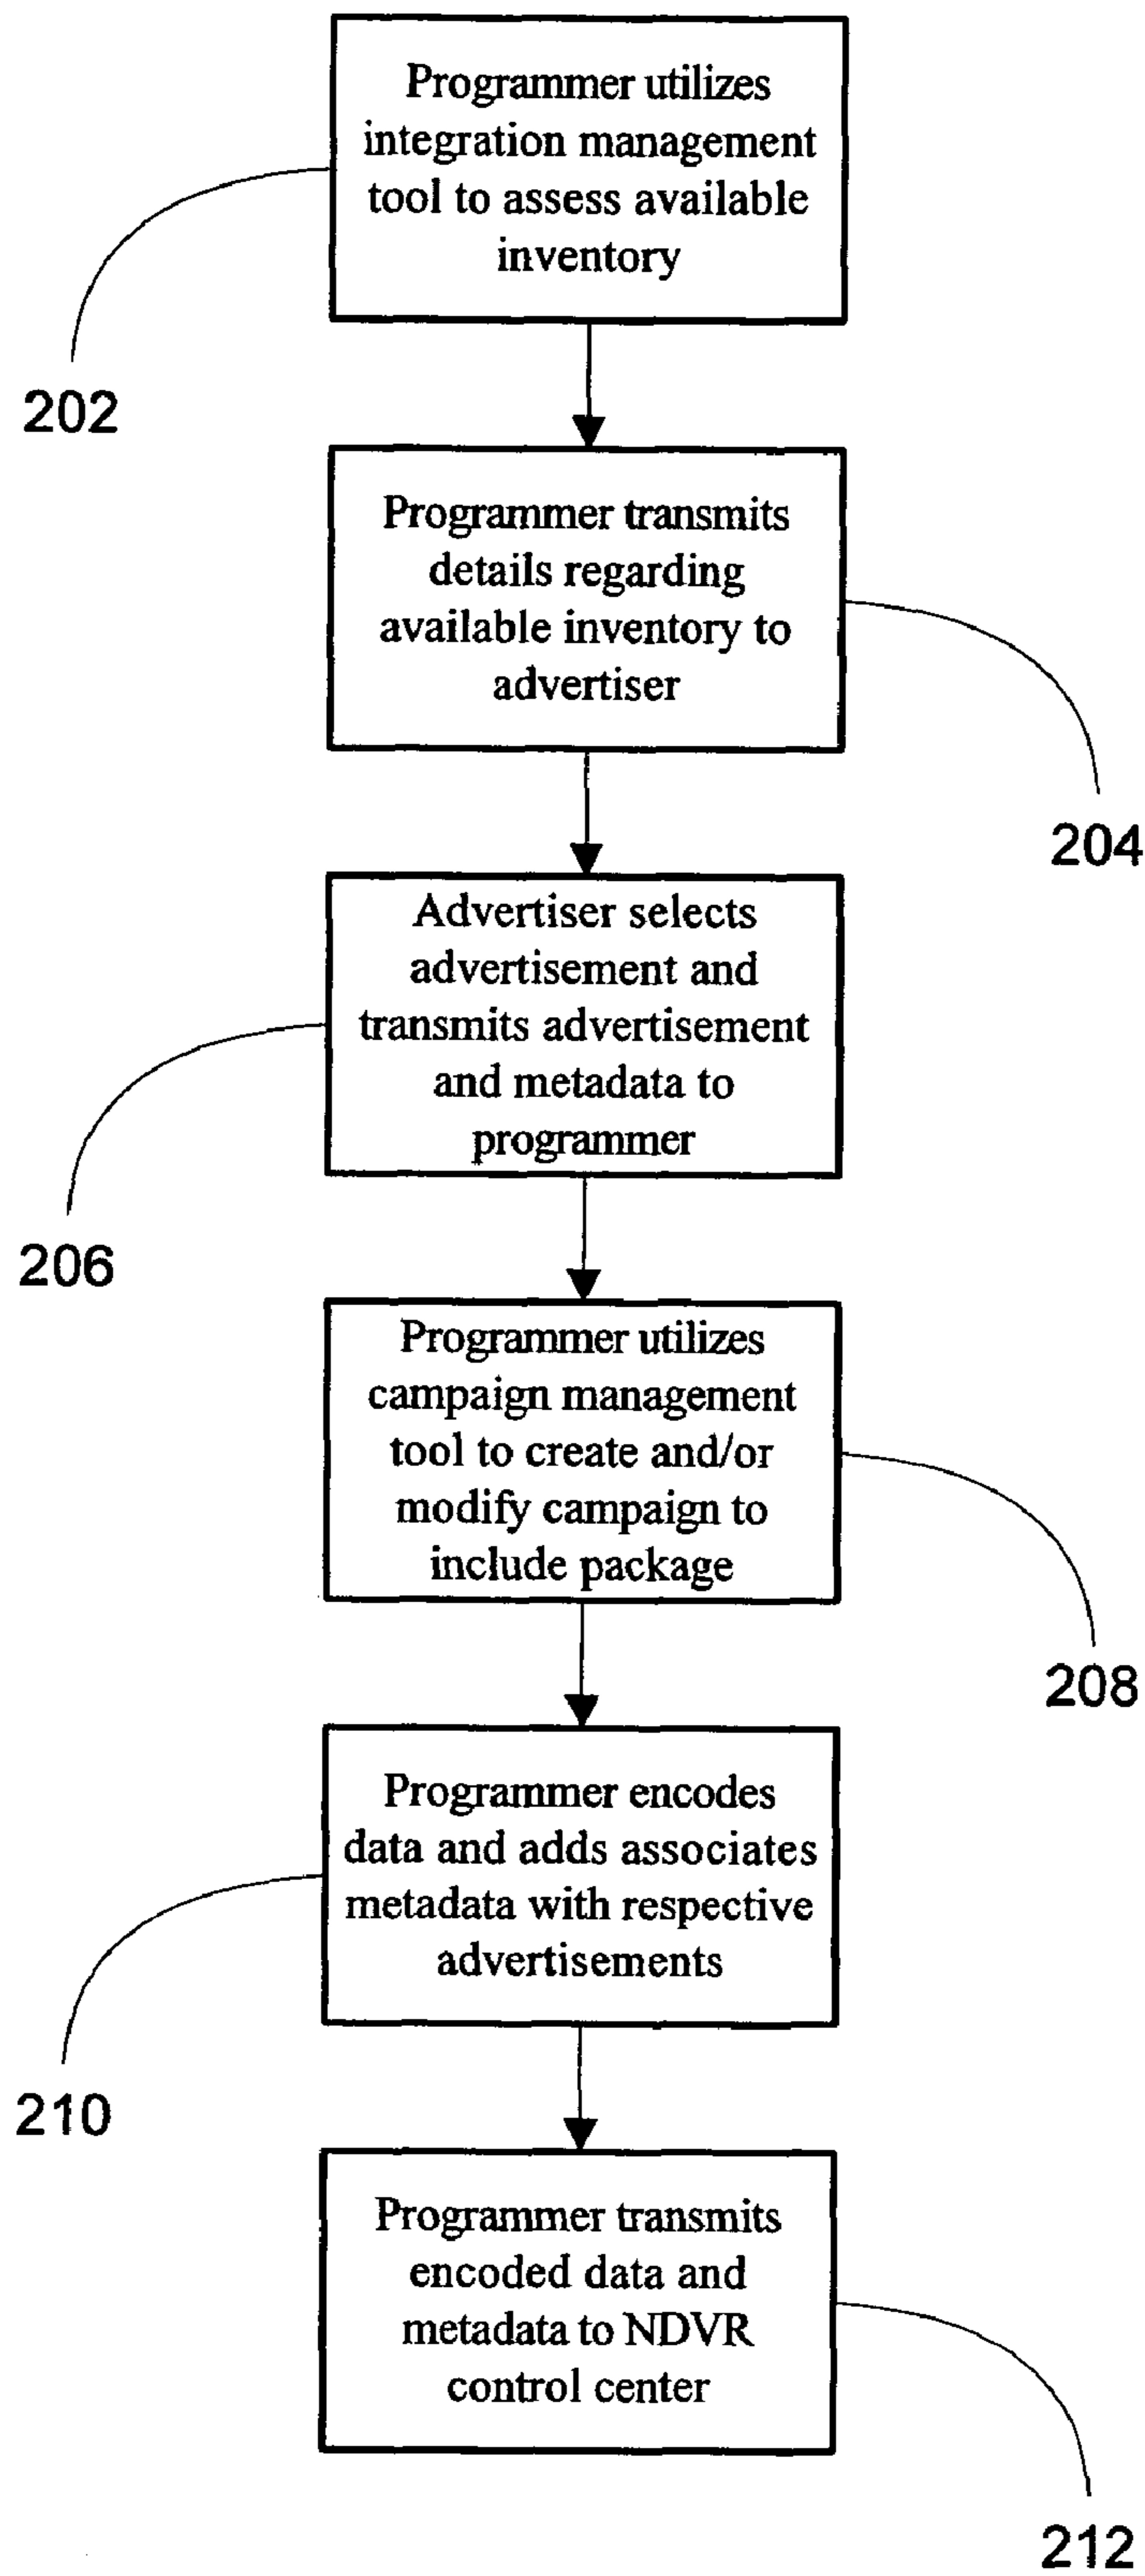 Programmer utilizes
integration management
tool to assess available
inventory
202
Programmer transmits
details regarding
available inventory to
advertiser
204
Advertiser selects
advertisement and
transmits advertisement
and metadata to
programmer
206
Programmer utilizes
campaign management
tool to create and/or
modify campaign to
include package
208
Programmer encodes
data and adds associates
metadata with respective
advertisements
210
Programmer transmits
encoded data and
metadata to NDVR
control center
212